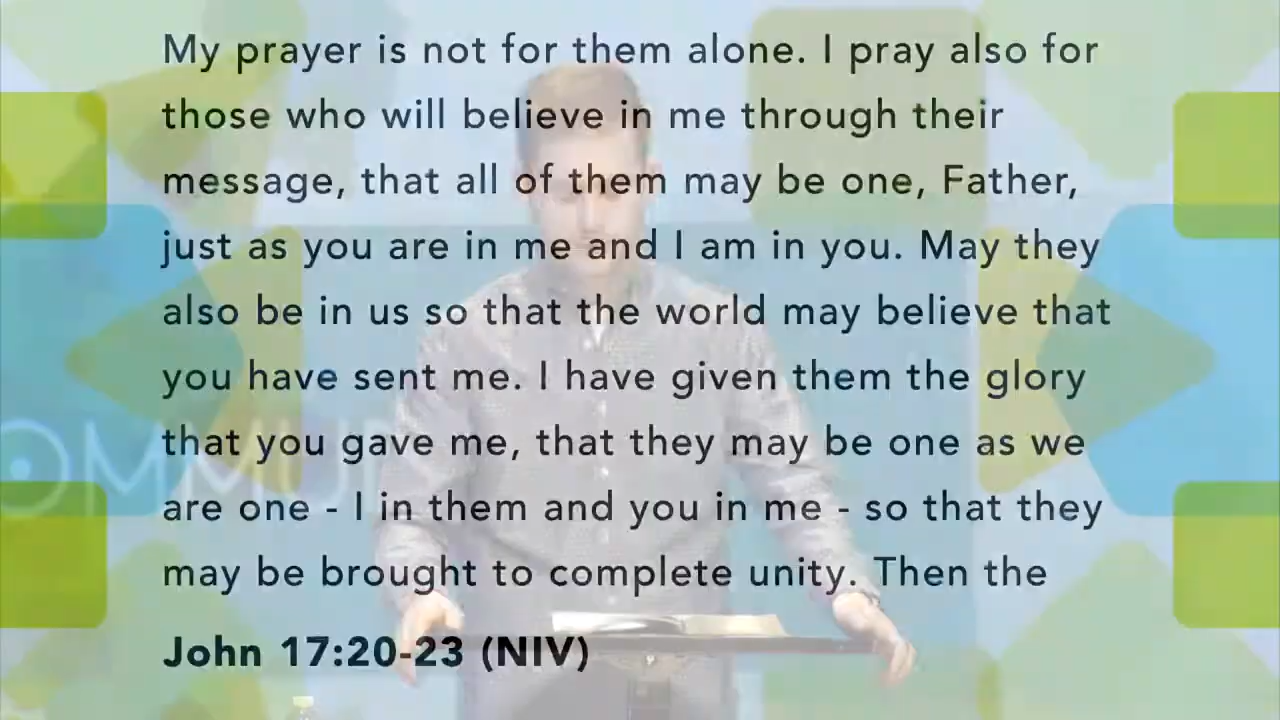 My prayer is not for them alone. I pray also for
those who will believe in me through their
message, that all of them may be one, Father,
just as you are in me and I am in you. May they
also be in us so that the world may believe that
you have sent me. I have given them the glory
that you gave me, that they may be one as we
are one - I in them and you in me - so that they
may be brought to complete unity. Then the
John 17:20-23 (NIV)
OMMU